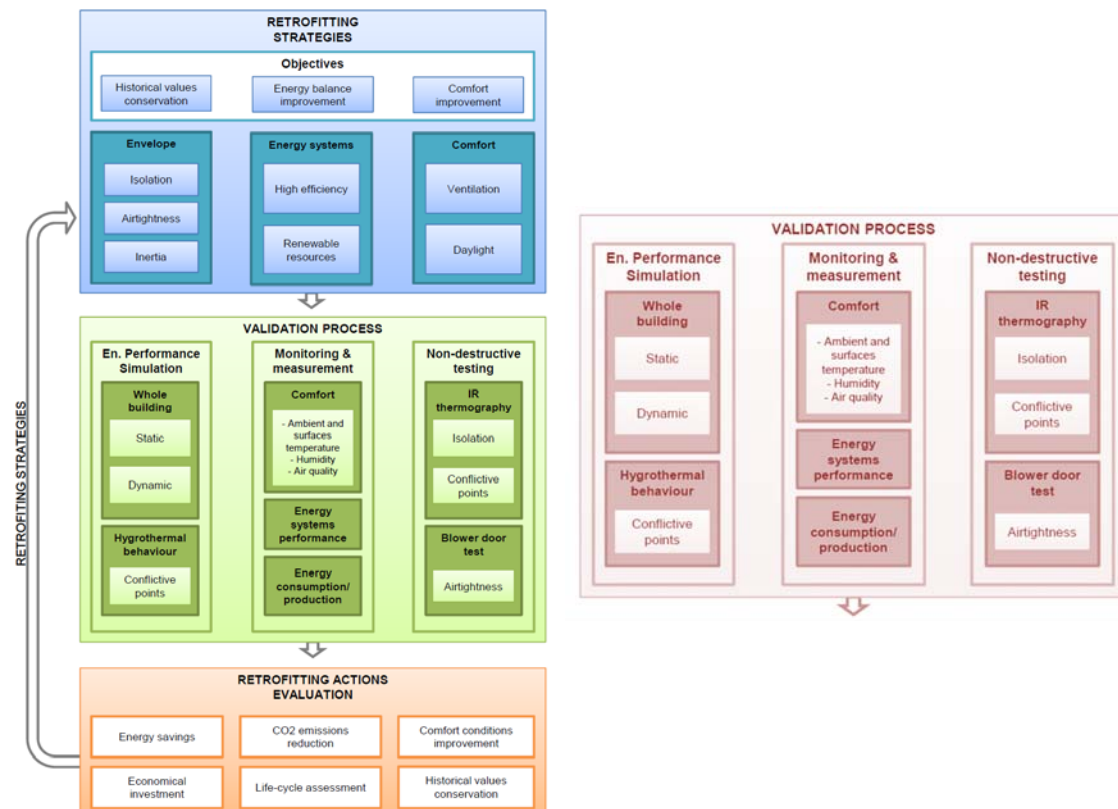 RETROFITTING
STRATEGIES
Objectives
Historical values
conservation
Energy balance
improvement
Comfort
improvement
Envelope
Isolation
Airtightness
Inertia
Energy systems
High efficiency
Renewable
resources
Comfort
Ventilation
Daylight
RETROFITING STRATEGIES
VALIDATION PROCESS
En. Performance
Simulation
Whole
building
Static
Dynamic
Hygrothermal
behaviour
Conflictive
points
Monitoring &
measurement
Comfort
- Ambient and
surfaces
temperature
- Humidity
- Air quality
Energy
systems
performance
Energy
consumption/
production
Non-destructive
testing
IR
thermography
Isolation
Conflictive
points
Blower door
test
Airtightness
RETROFITTING ACTIONS
EVALUATION
Energy savings
CO2 emissions
reduction
Comfort conditions
improvement
Economical
investment
Life-cycle assessment
Historical values
conservation
VALIDATION PROCESS
En. Performance
Simulation
Whole
building
Static
Dynamic
Hygrothermal
behaviour
Conflictive
points
Monitoring &
measurement
Comfort
- Ambient and
surfaces
temperature
- Humidity
- Air quality
Energy
systems
performance
Energy
consumption/
production
Non-destructive
testing
IR
thermography
Isolation
Conflictive
points
Blower door
test
Airtightness